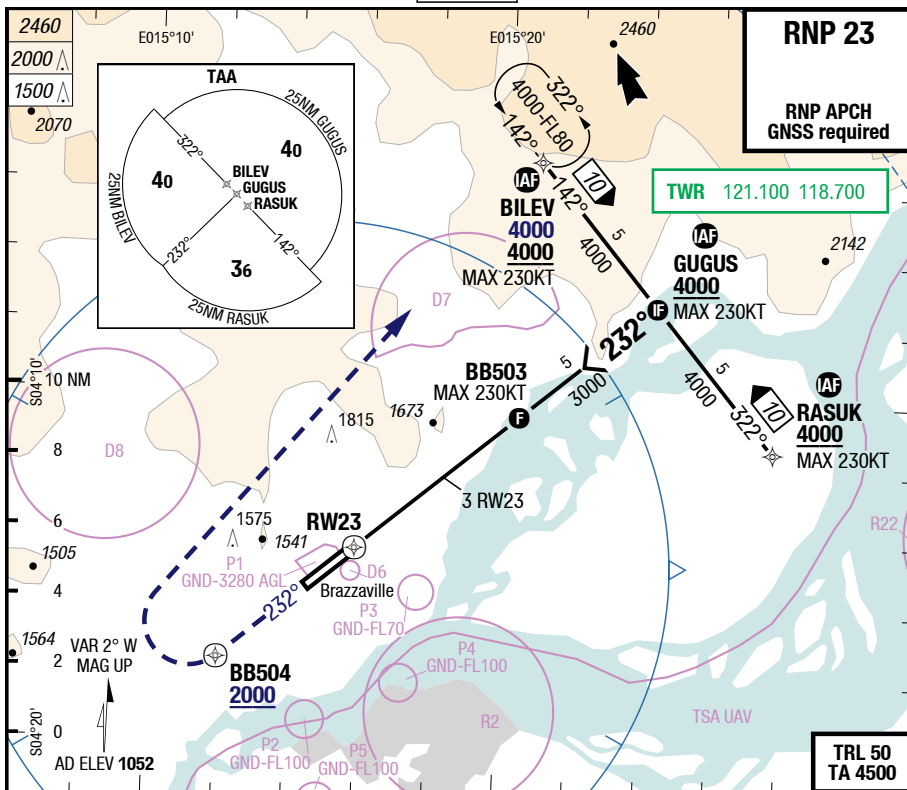 2460
2000
1500
2070
E015°10'
E015°20'
2460
RNP 23
RNP APCH
GNSS required
TAA
25NM GUGUS
25NM BILEV
25NM RASUK
322°
232°
142°
40
40
36
BILEV
GUGUS
RASUK
322°
4000-FL80
142°
142°
10
5
4000
IAF
BILEV
4000
4000
MAX 230KT
TWR 121.100 118.700
IAF
GUGUS
4000
MAX 230KT
IF
2142
D7
232°
5
3000
5
4000
10
322°
IAF
RASUK
4000
MAX 230KT
BB503
MAX 230KT
F
S04°10'
10 NM
8
6
4
2
0
D8
1815
1673
3 RW23
RW23
1575
1541
P1
GND-3280 AGL
D6
Brazzaville
P3
GND-FL70
R22
1505
1564
232°
VAR 2° W
MAG UP
BB504
2000
P4
GND-FL100
R2
TSA UAV
P2
GND-FL100
P5
GND-FL100
S04°20'
AD ELEV 1052
TRL 50
TA 4500